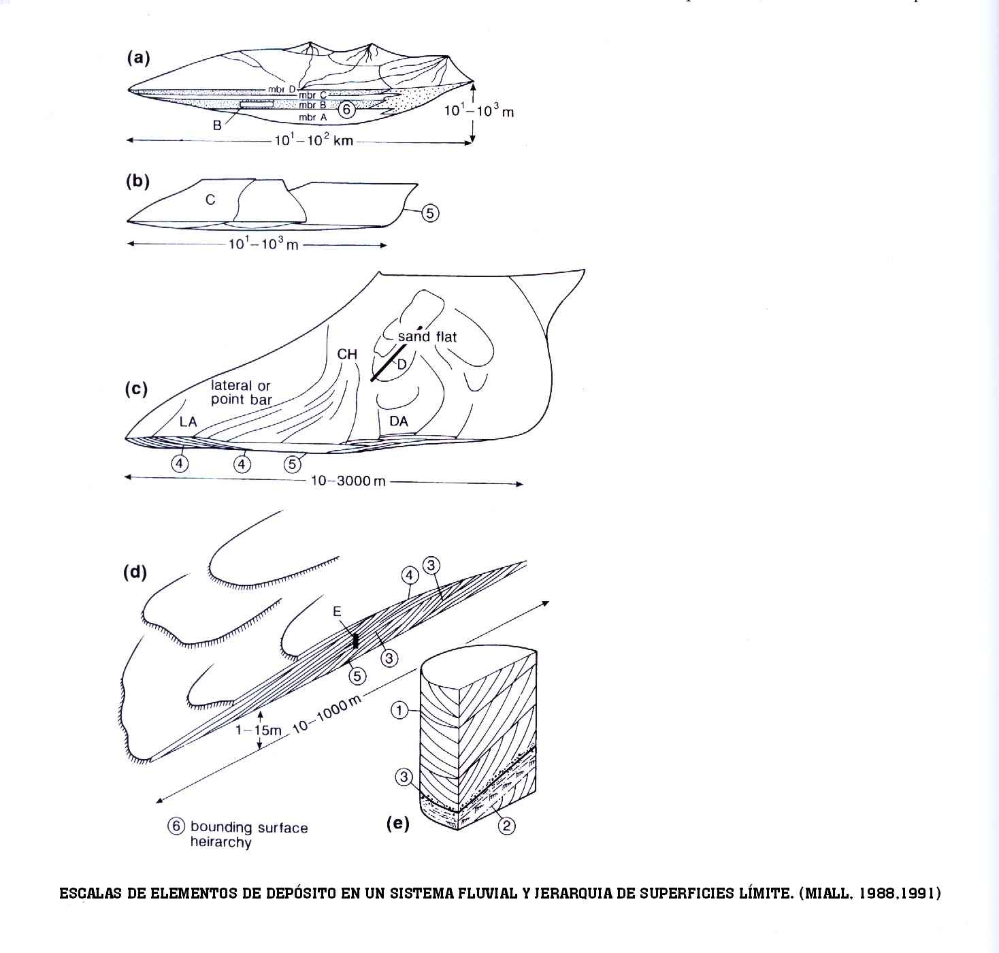 (a)
mbr D
mbr C
mbr B
6
mbr A
B
10¹–10³ m
10¹–10² km
(b)
C
5
10¹–10³ m
sand flat
CH
D
(c)
lateral or
point bar
LA
DA
4
4
5
10–3000 m
(d)
4
3
E
3
5
10–1000 m
1–15m
1
3
2
(e)
6 bounding surface
heirarchy
ESCALAS DE ELEMENTOS DE DEPÓSITO EN UN SISTEMA FLUVIAL Y JERARQUIA DE SUPERFICIES LÍMITE. (MIALL, 1988,1991)